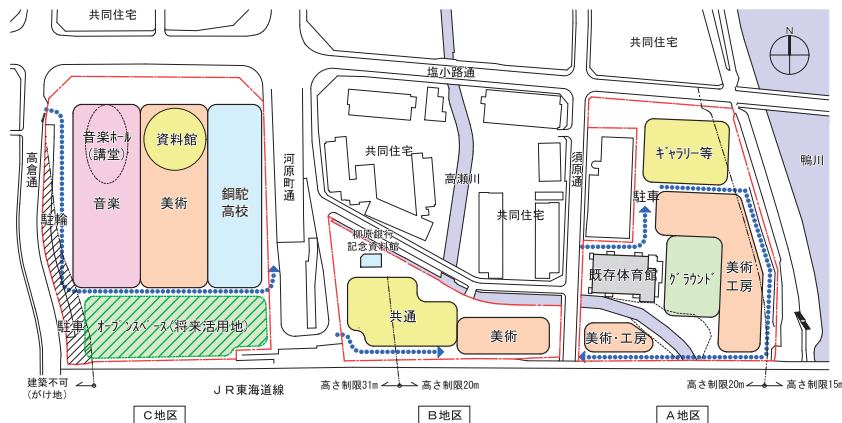 共同住宅
共同住宅
共同住宅
N
塩小路通
高倉通
音楽ホール
(講堂)
資料館
音楽
美術
銅駝
高校
駐輪
駐車
オープンスペース(将来活用地)
河原町通
共同住宅
高瀬川
共同住宅
柳原銀行
記念資料館
共通
美術
須原通
ギャラリー等
駐車
既存体育館
グラウンド
美術・
工房
美術・工房
鴨川
建築不可
(がけ地)
JR東海道線
高さ制限31m
高さ制限20m
高さ制限20m
高さ制限15m
C地区
B地区
A地区